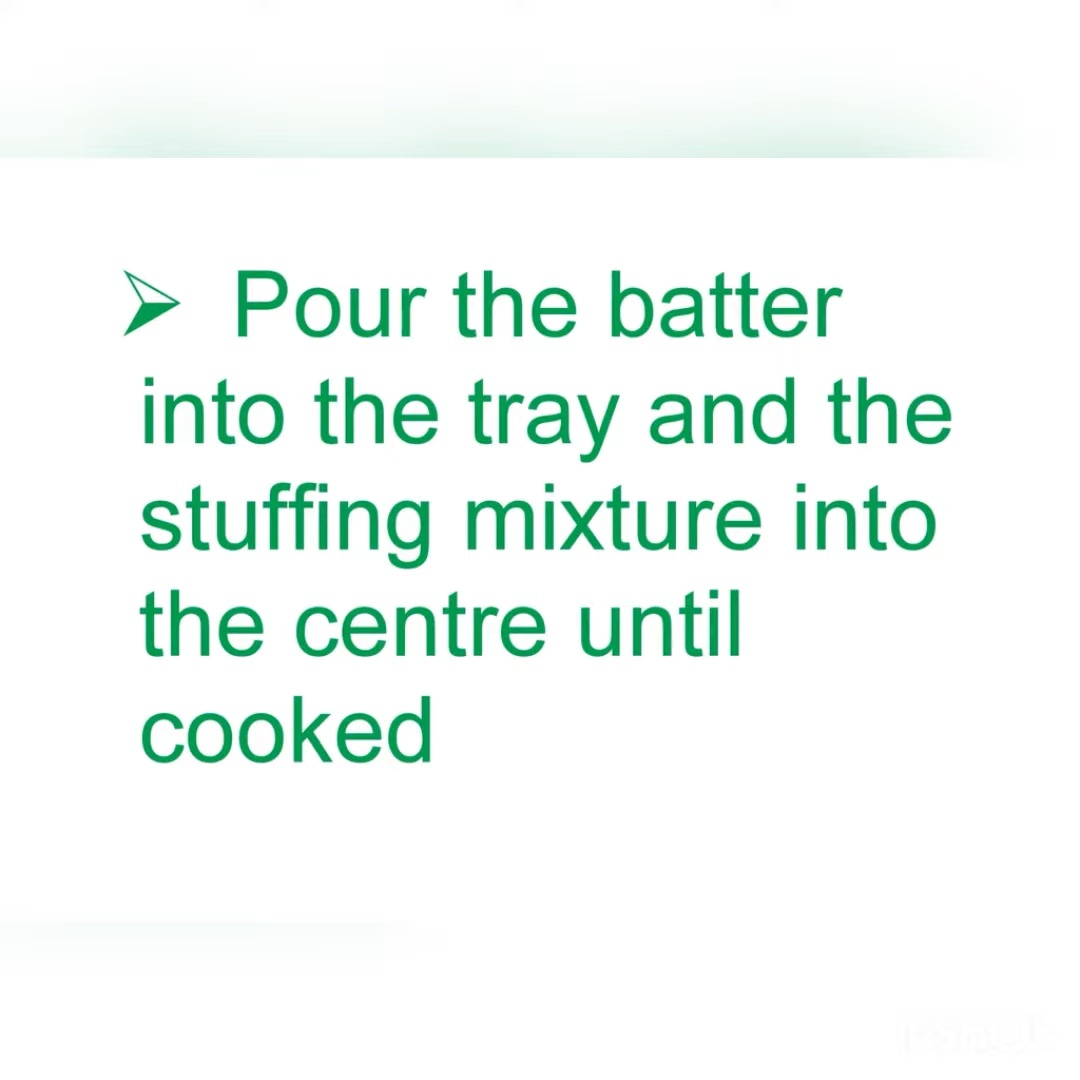 ➢ Pour the batter
into the tray and the
stuffing mixture into
the centre until
cooked